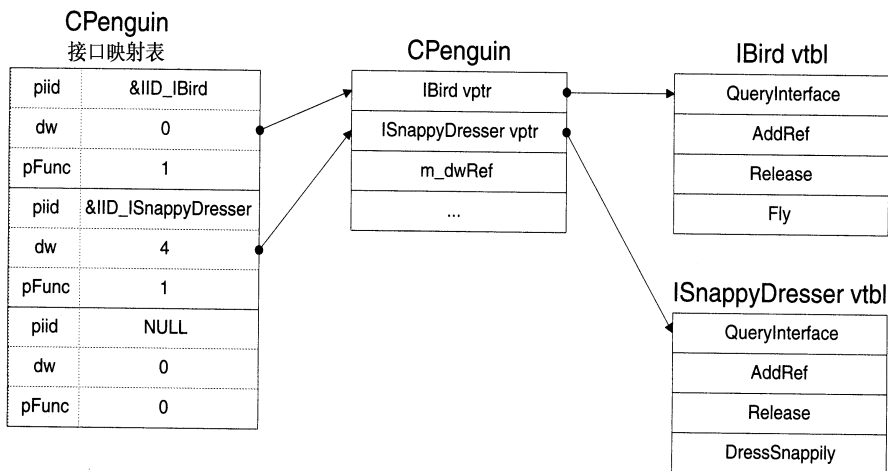 CPenguin
接口映射表
piid &IID_IBird
dw 0
pFunc 1
piid &IID_ISnappyDresser
dw 4
pFunc 1
piid NULL
dw 0
pFunc 0
CPenguin
IBird vptr
ISnappyDresser vptr
m_dwRef
...
IBird vtbl
QueryInterface
AddRef
Release
Fly
ISnappyDresser vtbl
QueryInterface
AddRef
Release
DressSnappily